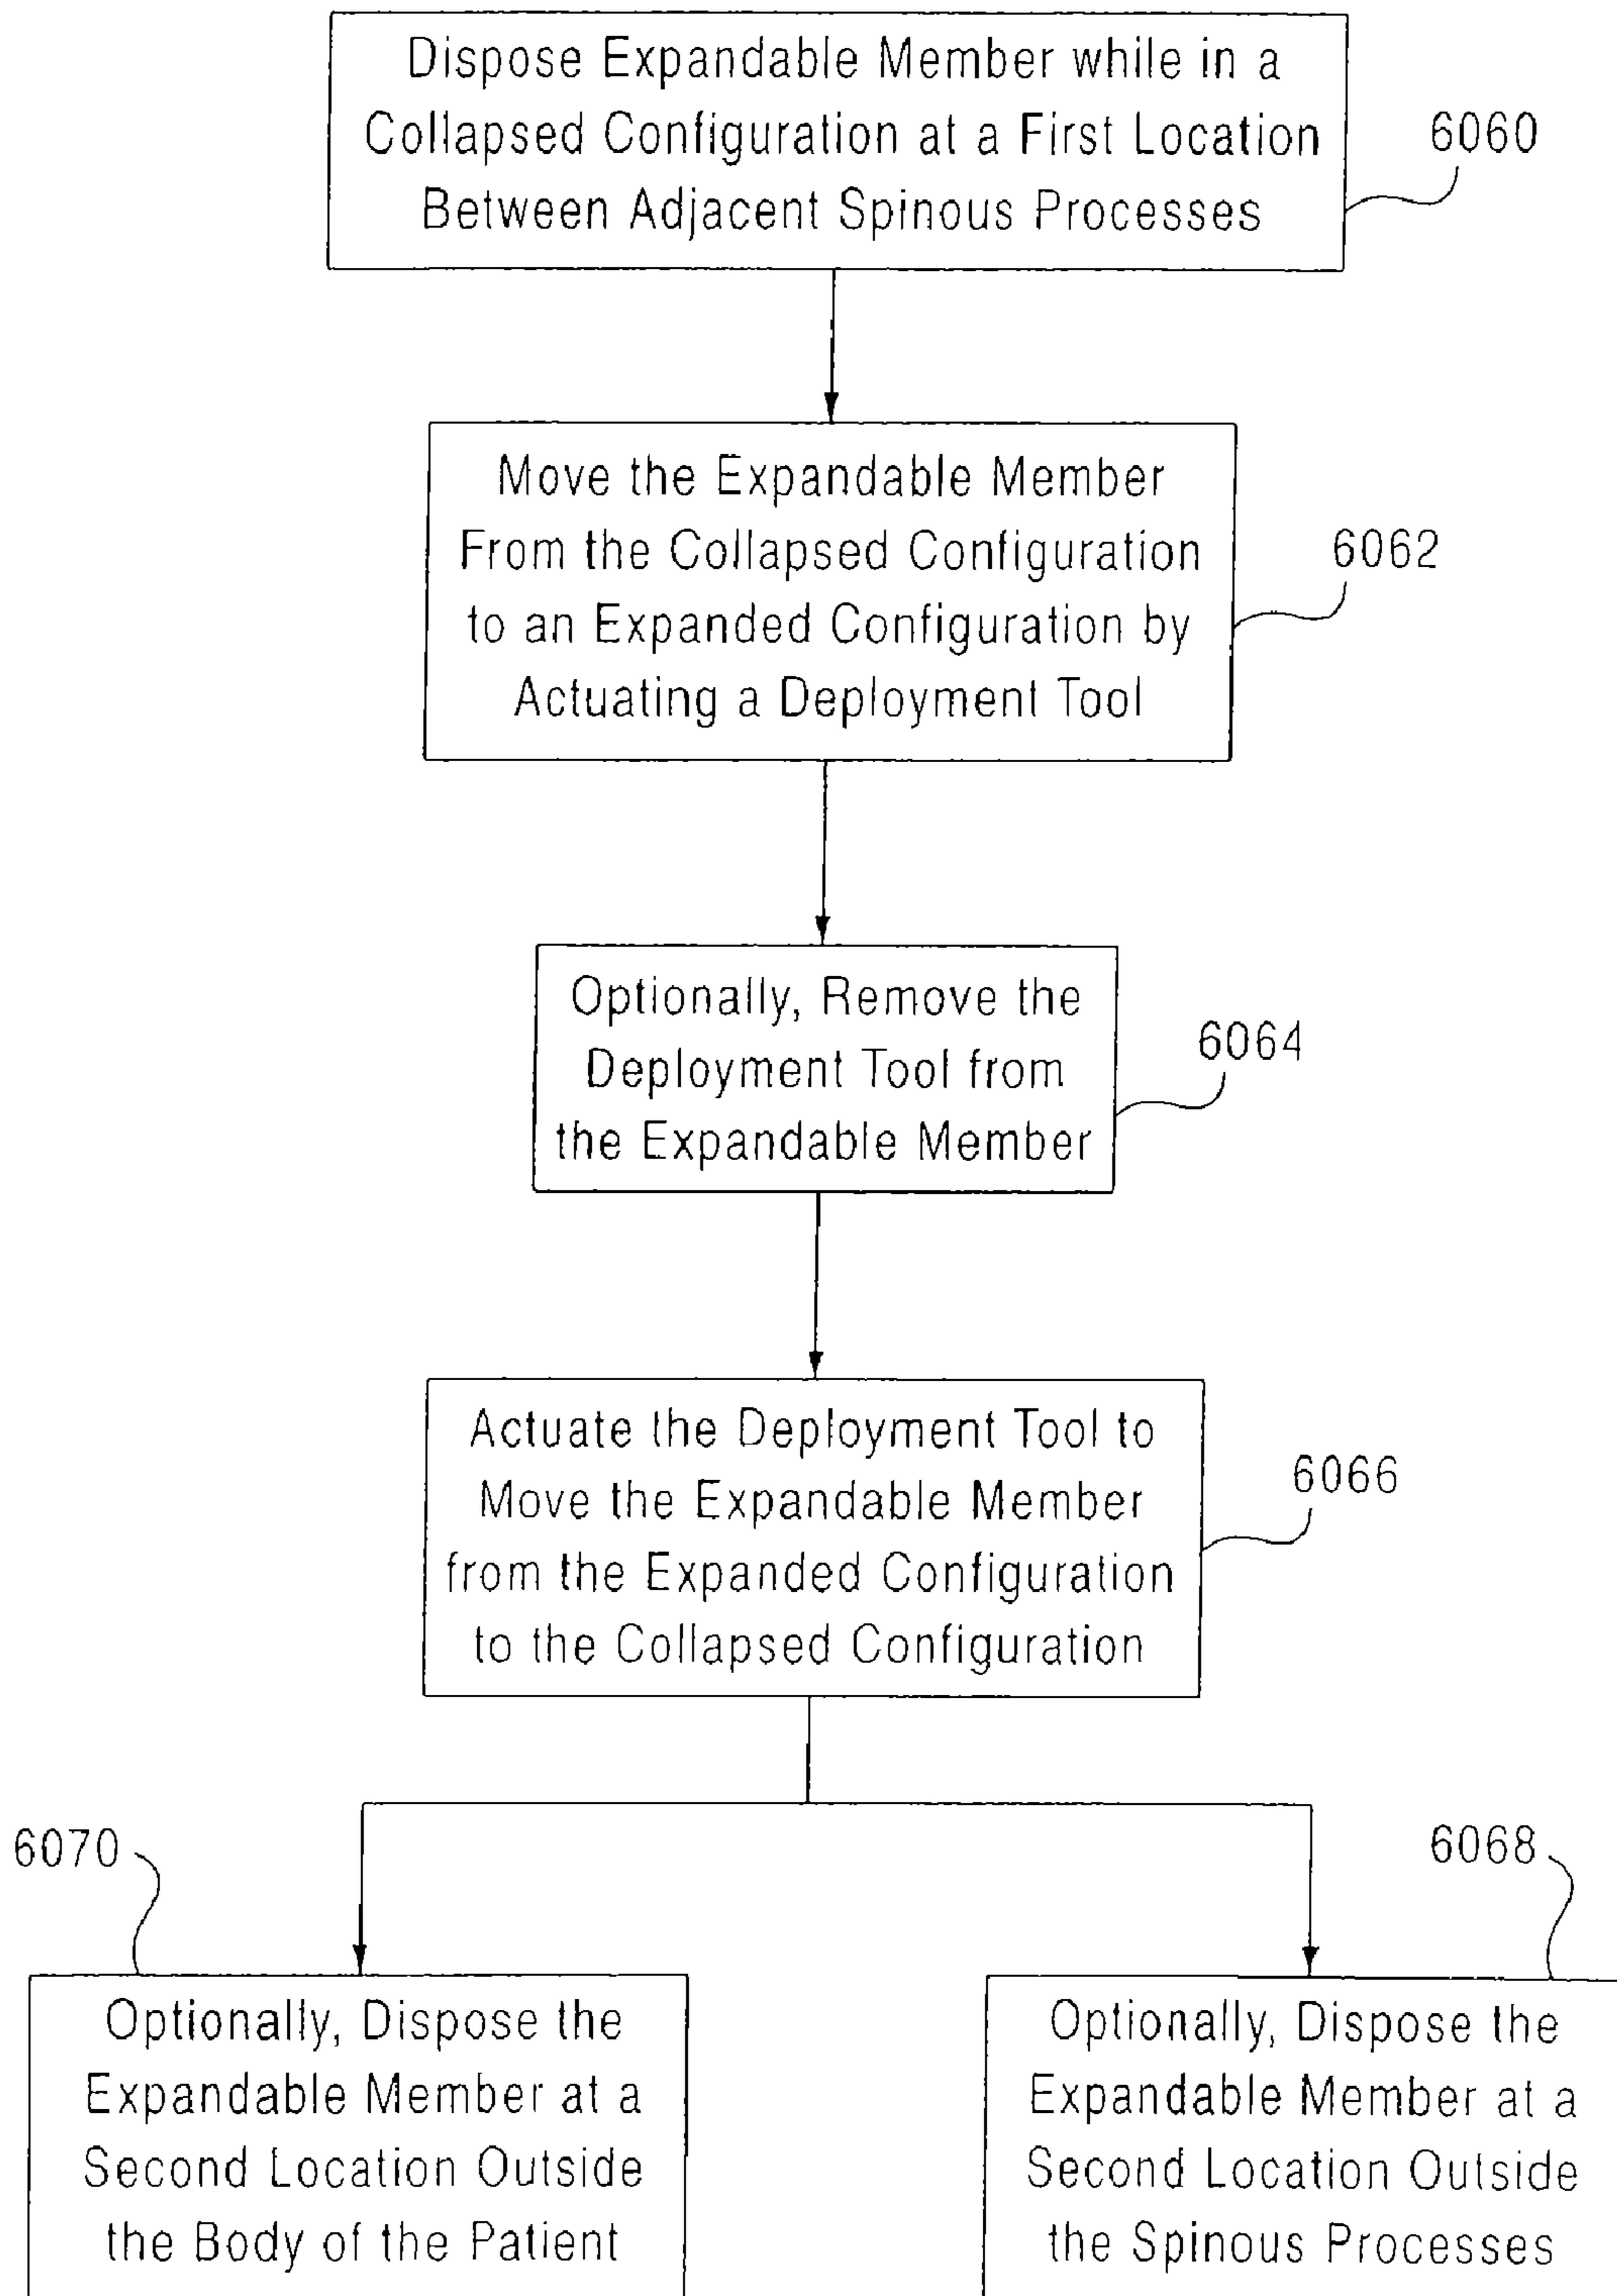 Dispose Expandable Member while in a
Collapsed Configuration at a First Location
Between Adjacent Spinous Processes
6060
Move the Expandable Member
From the Collapsed Configuration
to an Expanded Configuration by
Actuating a Deployment Tool
6062
Optionally, Remove the
Deployment Tool from
the Expandable Member
6064
Actuate the Deployment Tool to
Move the Expandable Member
from the Expanded Configuration
to the Collapsed Configuration
6066
6070
Optionally, Dispose the
Expandable Member at a
Second Location Outside
the Body of the Patient
6068
Optionally, Dispose the
Expandable Member at a
Second Location Outside
the Spinous Processes